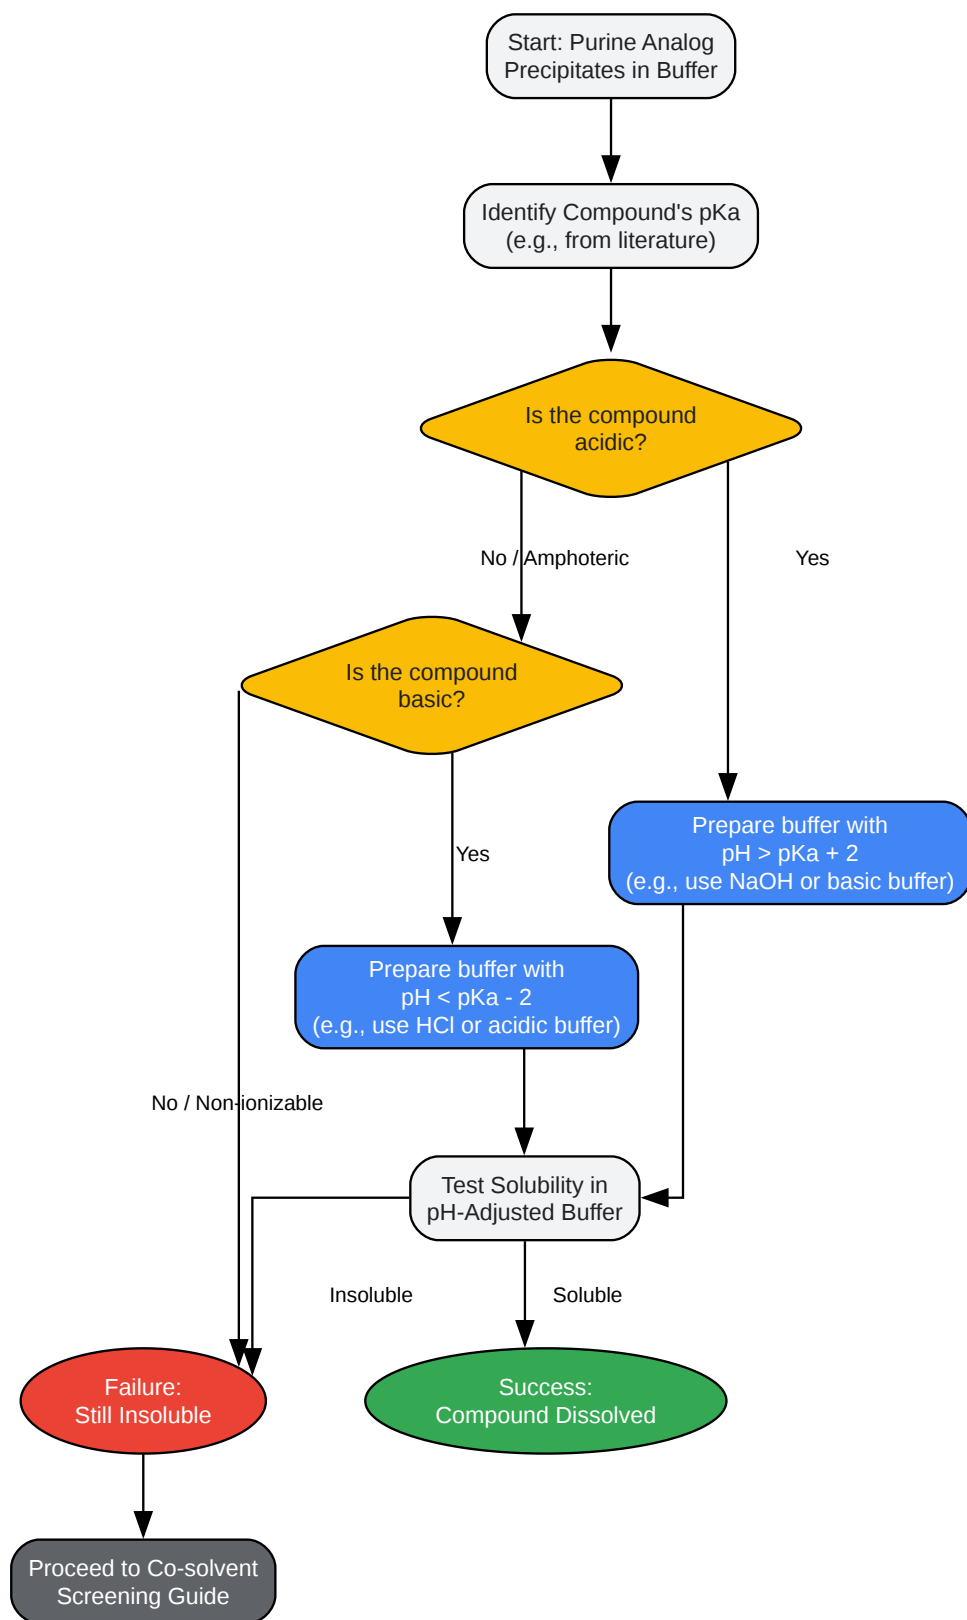 Start: Purine Analog
Precipitates in Buffer
Identify Compound's pKa
(e.g., from literature)
Is the compound
acidic?
No / Amphoteric
Yes
Is the compound
basic?
Prepare buffer with
pH > pKa + 2
(e.g., use NaOH or basic buffer)
Yes
Prepare buffer with
pH < pKa - 2
(e.g., use HCl or acidic buffer)
No / Non-ionizable
Test Solubility in
pH-Adjusted Buffer
Insoluble
Soluble
Failure:
Still Insoluble
Success:
Compound Dissolved
Proceed to Co-solvent
Screening Guide